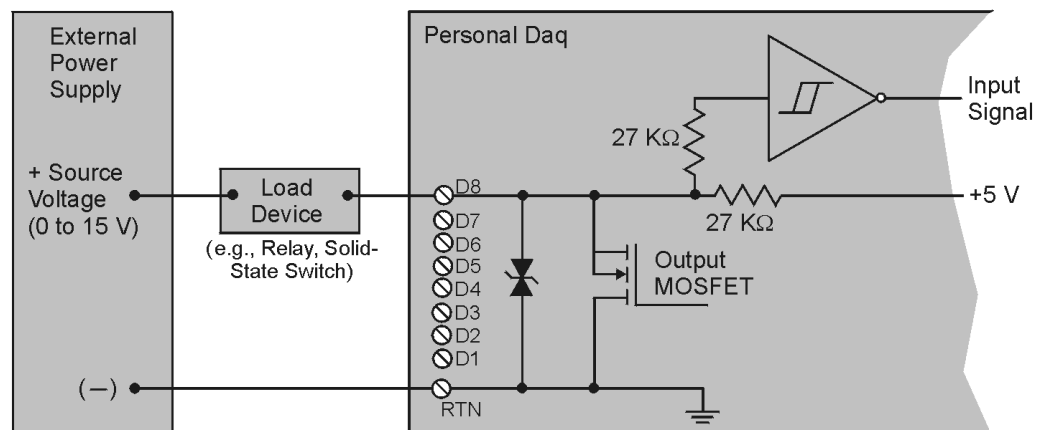 External
Power
Supply
+ Source
Voltage
(0 to 15 V)
(—)
Load
Device
(e.g., Relay, Solid-
State Switch)
Personal Daq
D8
D7
D6
D5
D4
D3
D2
D1
RTN
27 KΩ
27 KΩ
Output
MOSFET
Input
Signal
+5 V